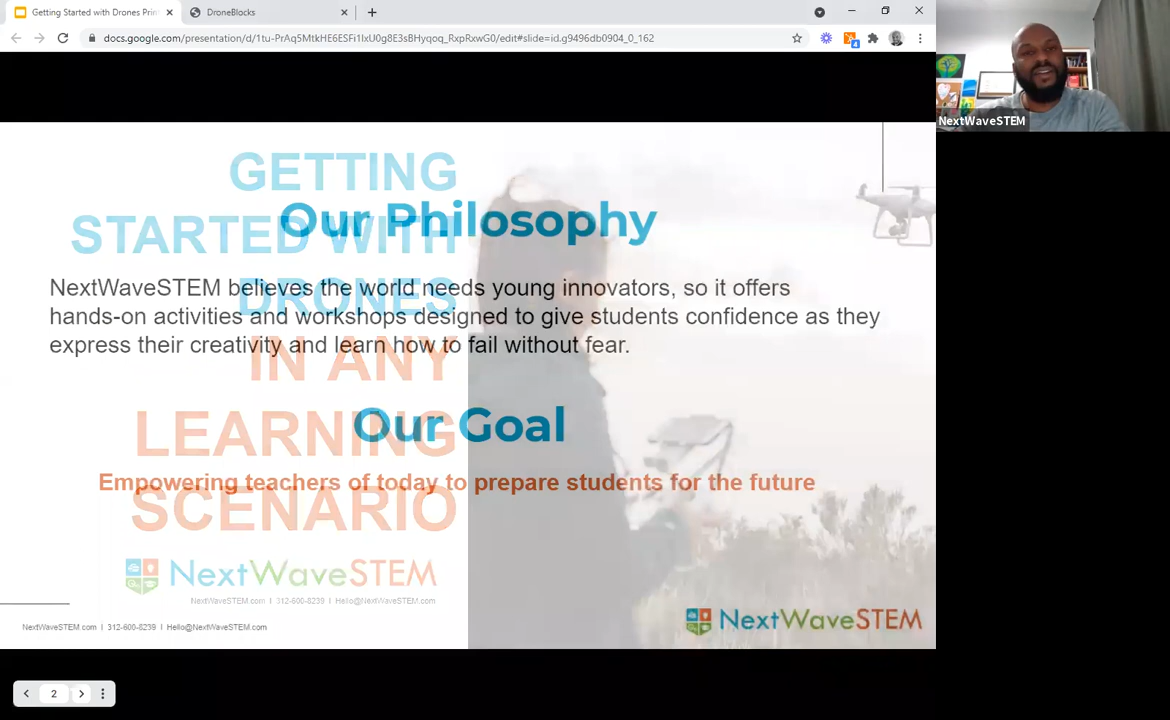 Getting Started with Drones Prim
DroneBlocks
docs.google.com/presentation/d/1tu-PrAq5MtkHE6ESFi1lxU0g8E3sBHyqoq_RxpRxwG0/edit#slide=id.g9496db0904_0_162
4
NextWaveSTEM
GETTING
STARTED WITH
DRONES
IN ANY
LEARNING
SCENARIO
NextWaveSTEM
NextWaveSTEM.com I 312-600-8239 I Hello@NextWaveSTEM.com
Our Philosophy
NextWaveSTEM believes the world needs young innovators, so it offers
hands-on activities and workshops designed to give students confidence as they
express their creativity and learn how to fail without fear.
Our Goal
Empowering teachers of today to prepare students for the future
NextWaveSTEM.com I 312-600-8239 I Hello@NextWaveSTEM.com
NextWaveSTEM
2